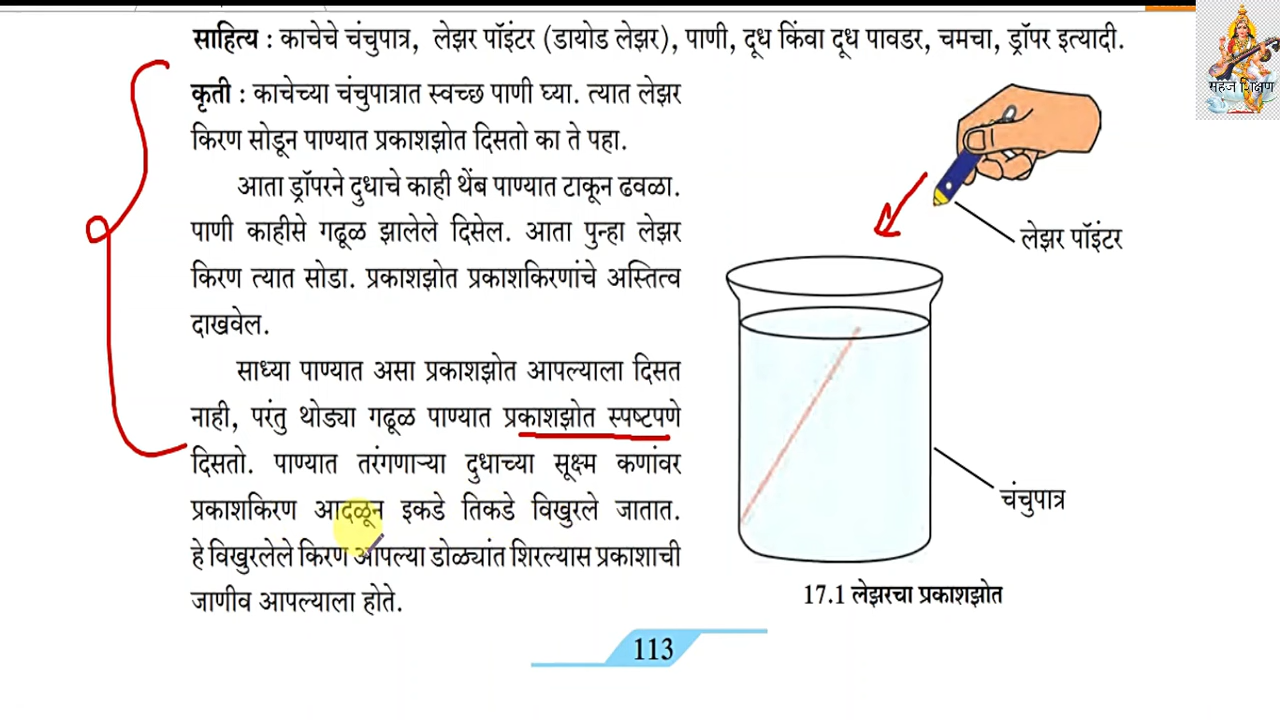 साहित्य : काचेचे चंचुपात्र, लेझर पॉइंटर (डायोड लेझर), पाणी, दूध किंवा दूध पावडर, चमचा, ड्रॉपर इत्यादी.
कृती : काचेच्या चंचुपात्रात स्वच्छ पाणी घ्या. त्यात लेझर
किरण सोडून पाण्यात प्रकाशझोत दिसतो का ते पहा.
आता ड्रॉपरने दुधाचे काही थेंब पाण्यात टाकून ढवळा.
पाणी काहीसे गढूळ झालेले दिसेल. आता पुन्हा लेझर
किरण त्यात सोडा. प्रकाशझोत प्रकाशकिरणांचे अस्तित्व
दाखवेल.
साध्या पाण्यात असा प्रकाशझोत आपल्याला दिसत
नाही, परंतु थोड्या गढूळ पाण्यात प्रकाशझोत स्पष्टपणे
दिसतो. पाण्यात तरंगणाऱ्या दुधाच्या सूक्ष्म कणांवर
प्रकाशकिरण आदळून इकडे तिकडे विखुरले जातात.
हे विखुरलेले किरण आपल्या डोळ्यांत शिरल्यास प्रकाशाची
जाणीव आपल्याला होते.
लेझर पॉइंटर
चंचुपात्र
17.1 लेझरचा प्रकाशझोत
113
सहज शिक्षण